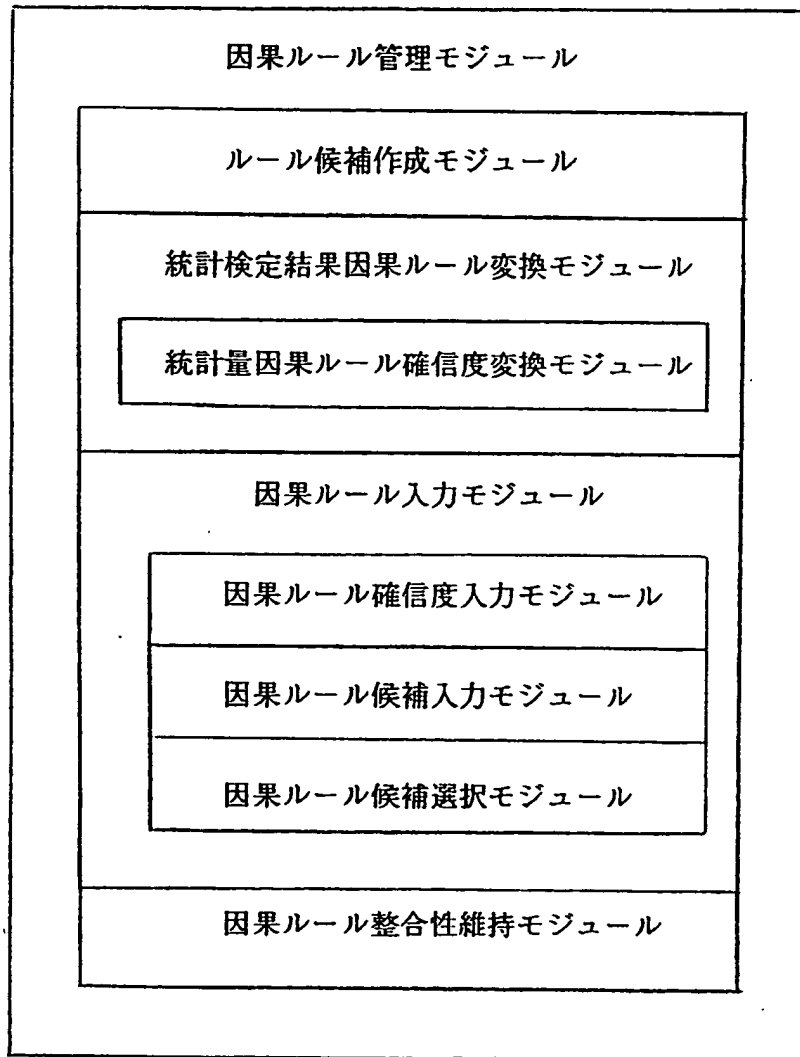 因果ルール管理モジュール
ルール候補作成モジュール
統計検定結果因果ルール変換モジュール
統計量因果ルール確信度変換モジュール
因果ルール入力モジュール
因果ルール確信度入力モジュール
因果ルール候補入力モジュール
因果ルール候補選択モジュール
因果ルール整合性維持モジュール